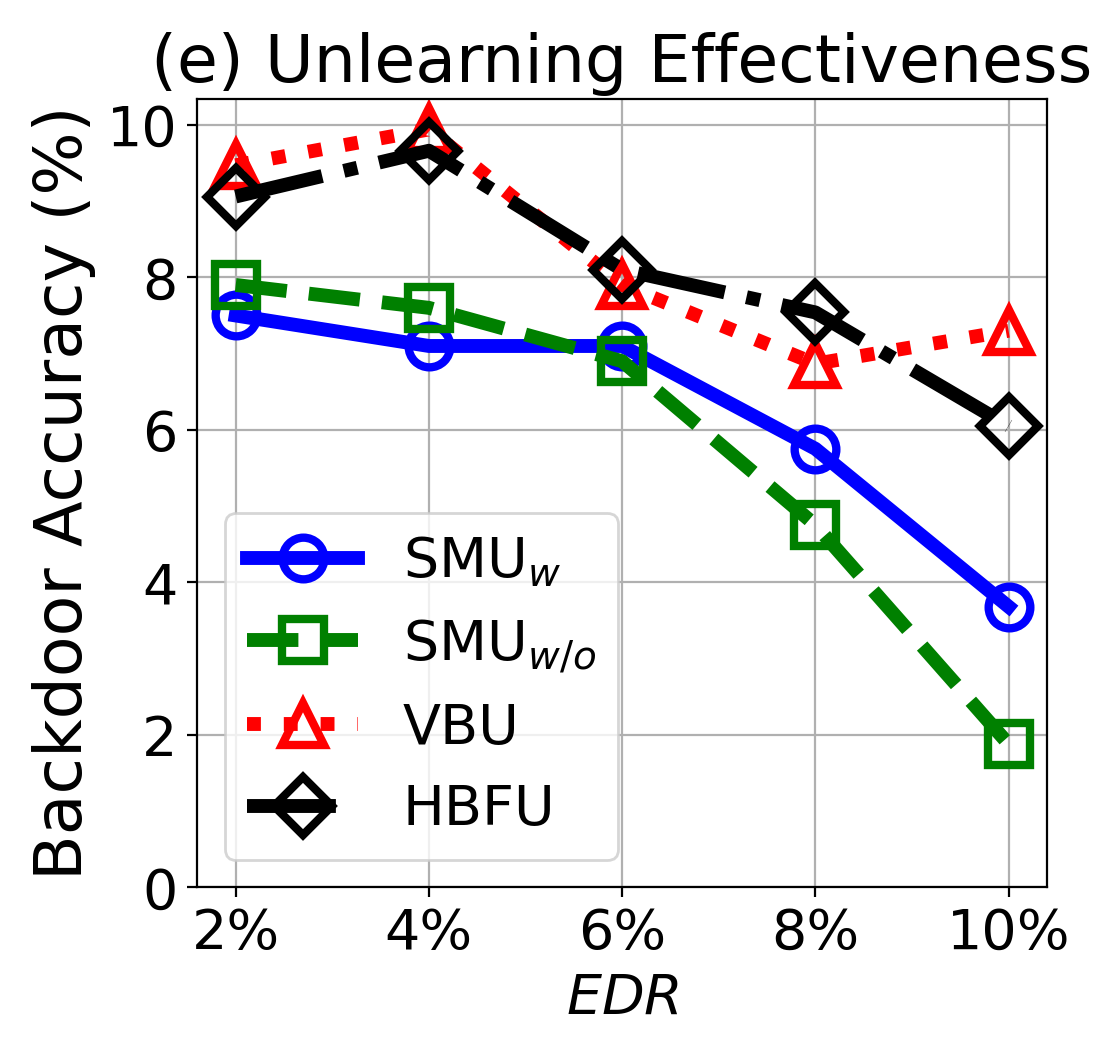 (e) Unlearning Effectiveness
Backdoor Accuracy (%)
10
8
6
4
2
0
SMU_w
SMU_{w/o}
VBU
HBFU
2% 4% 6% 8% 10%
EDR